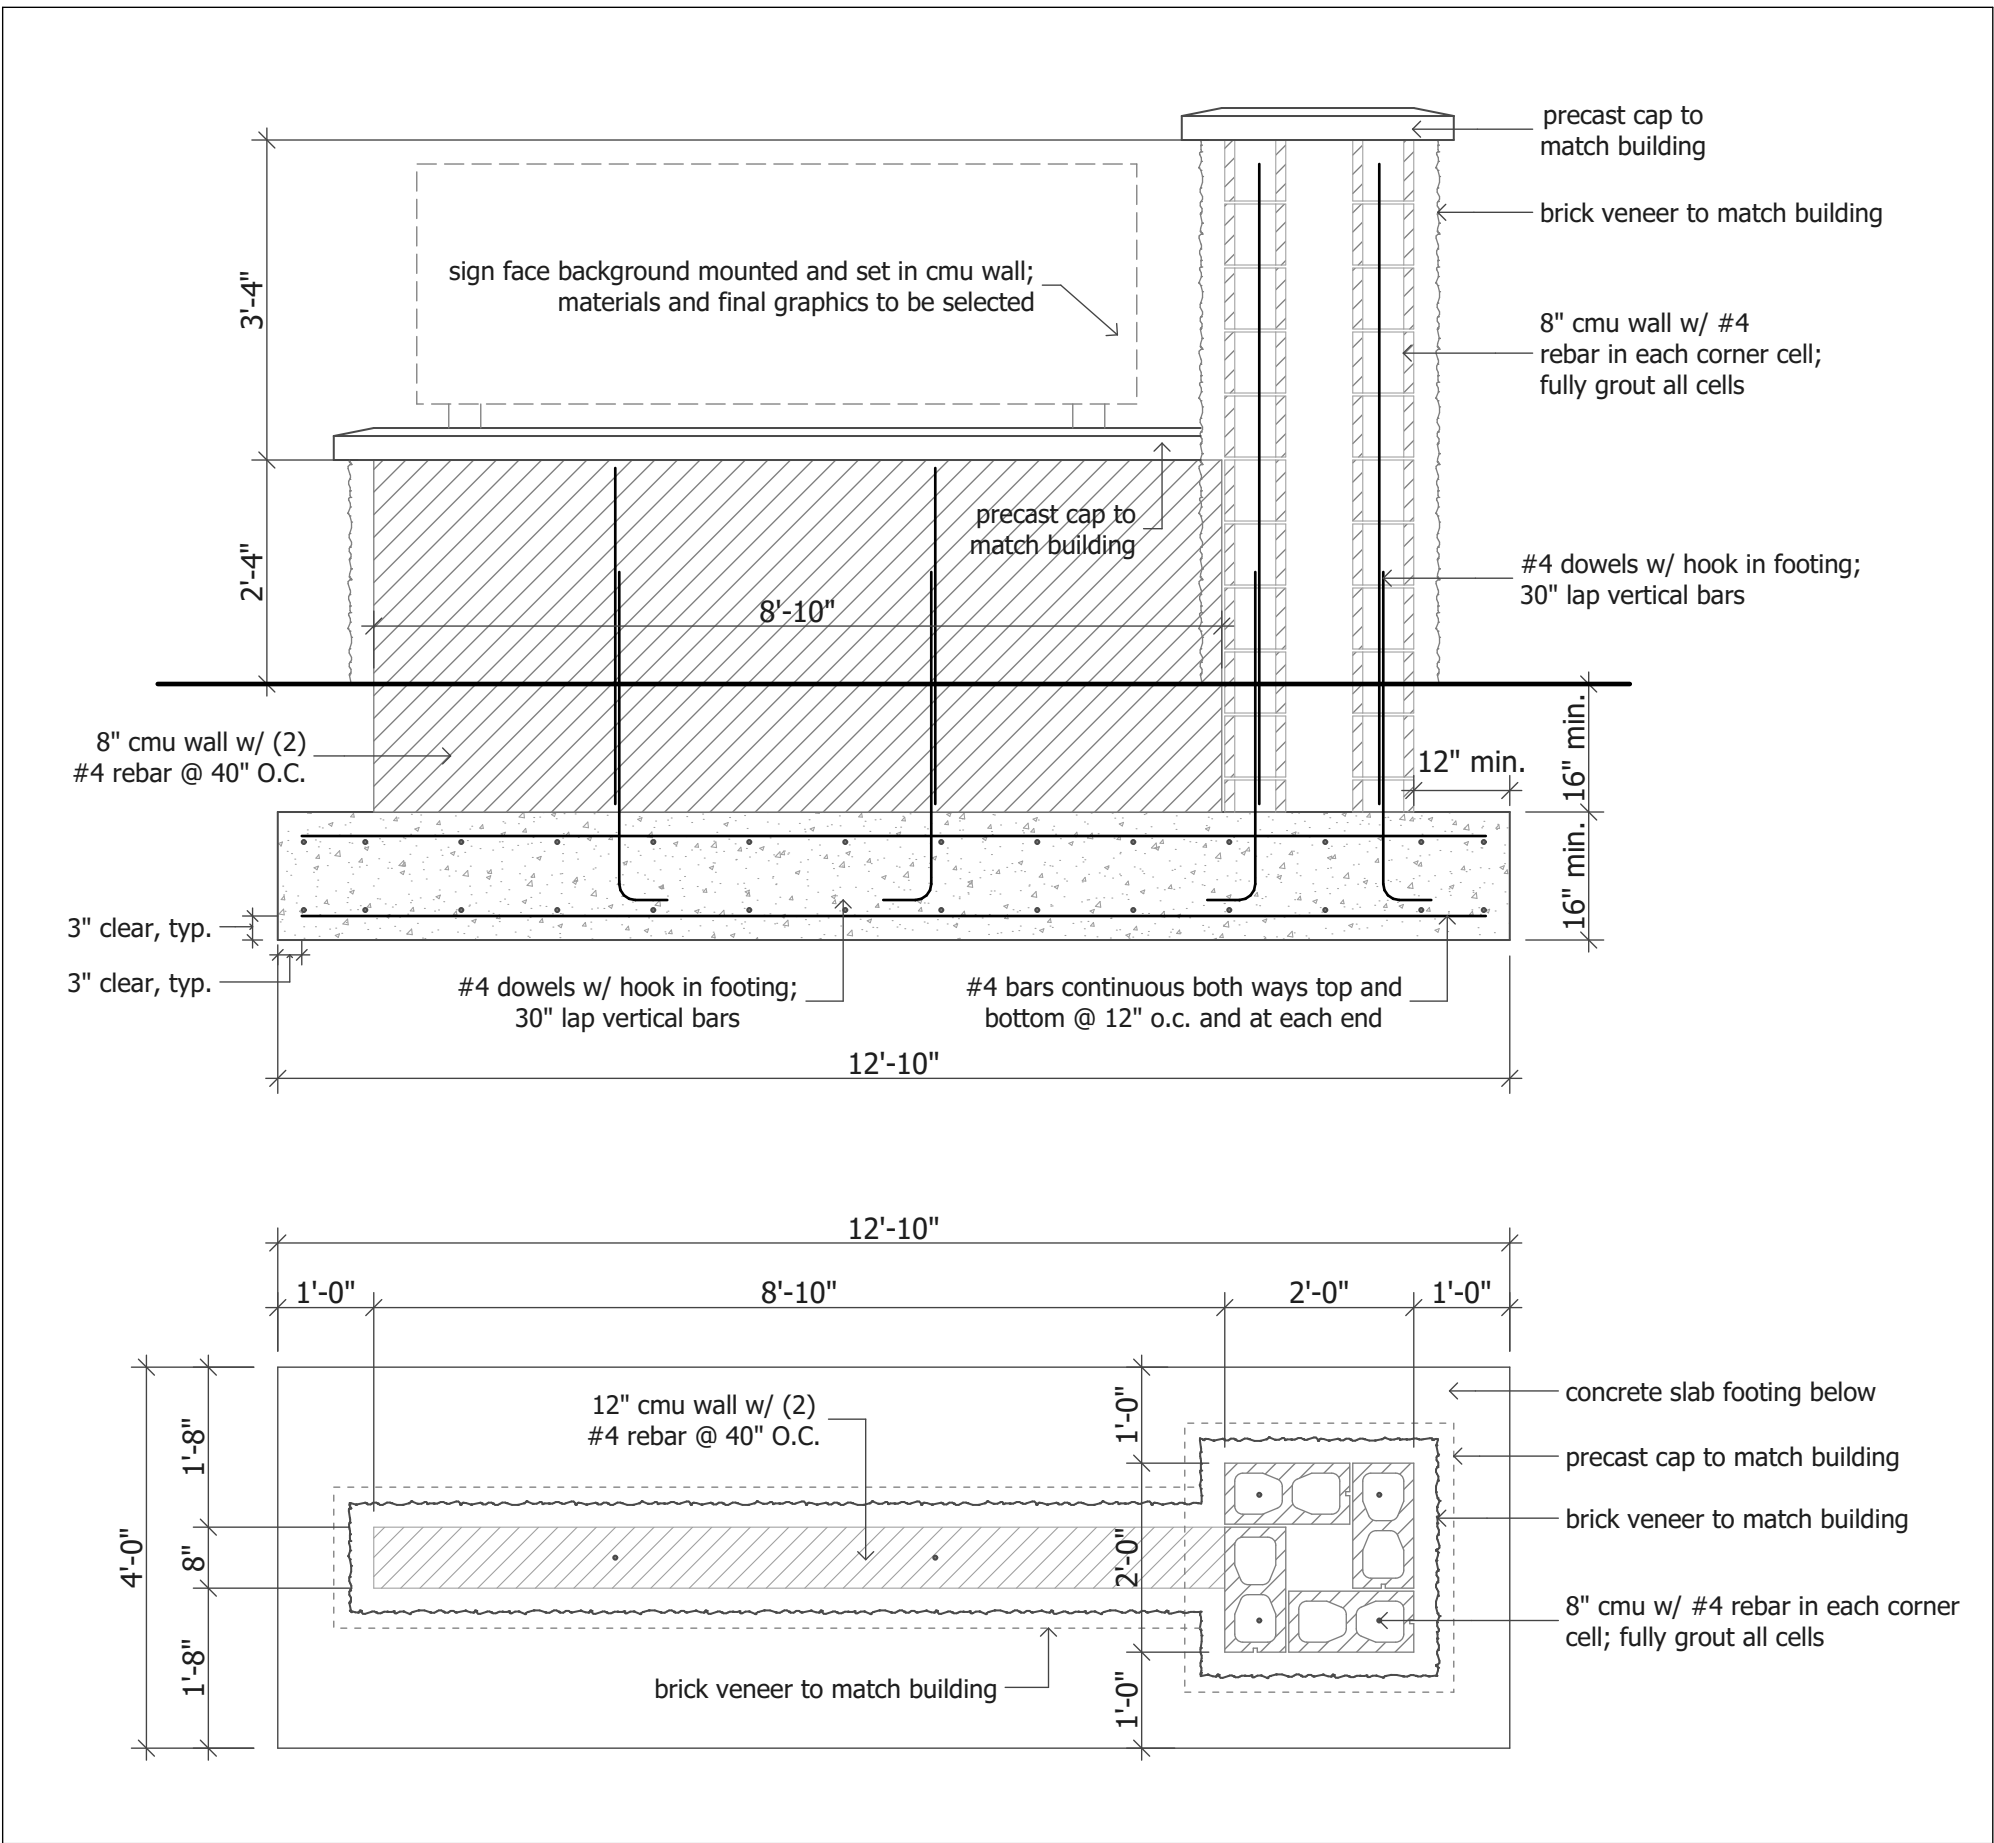 precast cap to
match building
brick veneer to match building
3'-4"
sign face background mounted and set in cmu wall;
materials and final graphics to be selected
8" cmu wall w/ #4
rebar in each corner cell;
fully grout all cells
precast cap to
match building
2'-4"
#4 dowels w/ hook in footing;
30" lap vertical bars
8'-10"
8" cmu wall w/ (2)
#4 rebar @ 40" O.C.
12" min.
16" min.
16" min.
3" clear, typ.
3" clear, typ.
#4 dowels w/ hook in footing;
30" lap vertical bars
#4 bars continuous both ways top and
bottom @ 12" o.c. and at each end
12'-10"
12'-10"
1'-0"
8'-10"
2'-0"
1'-0"
12" cmu wall w/ (2)
#4 rebar @ 40" O.C.
1'-0"
concrete slab footing below
1'-8"
precast cap to match building
brick veneer to match building
4'-0"
8"
2'-0"
8" cmu w/ #4 rebar in each corner
cell; fully grout all cells
1'-8"
brick veneer to match building
1'-0"